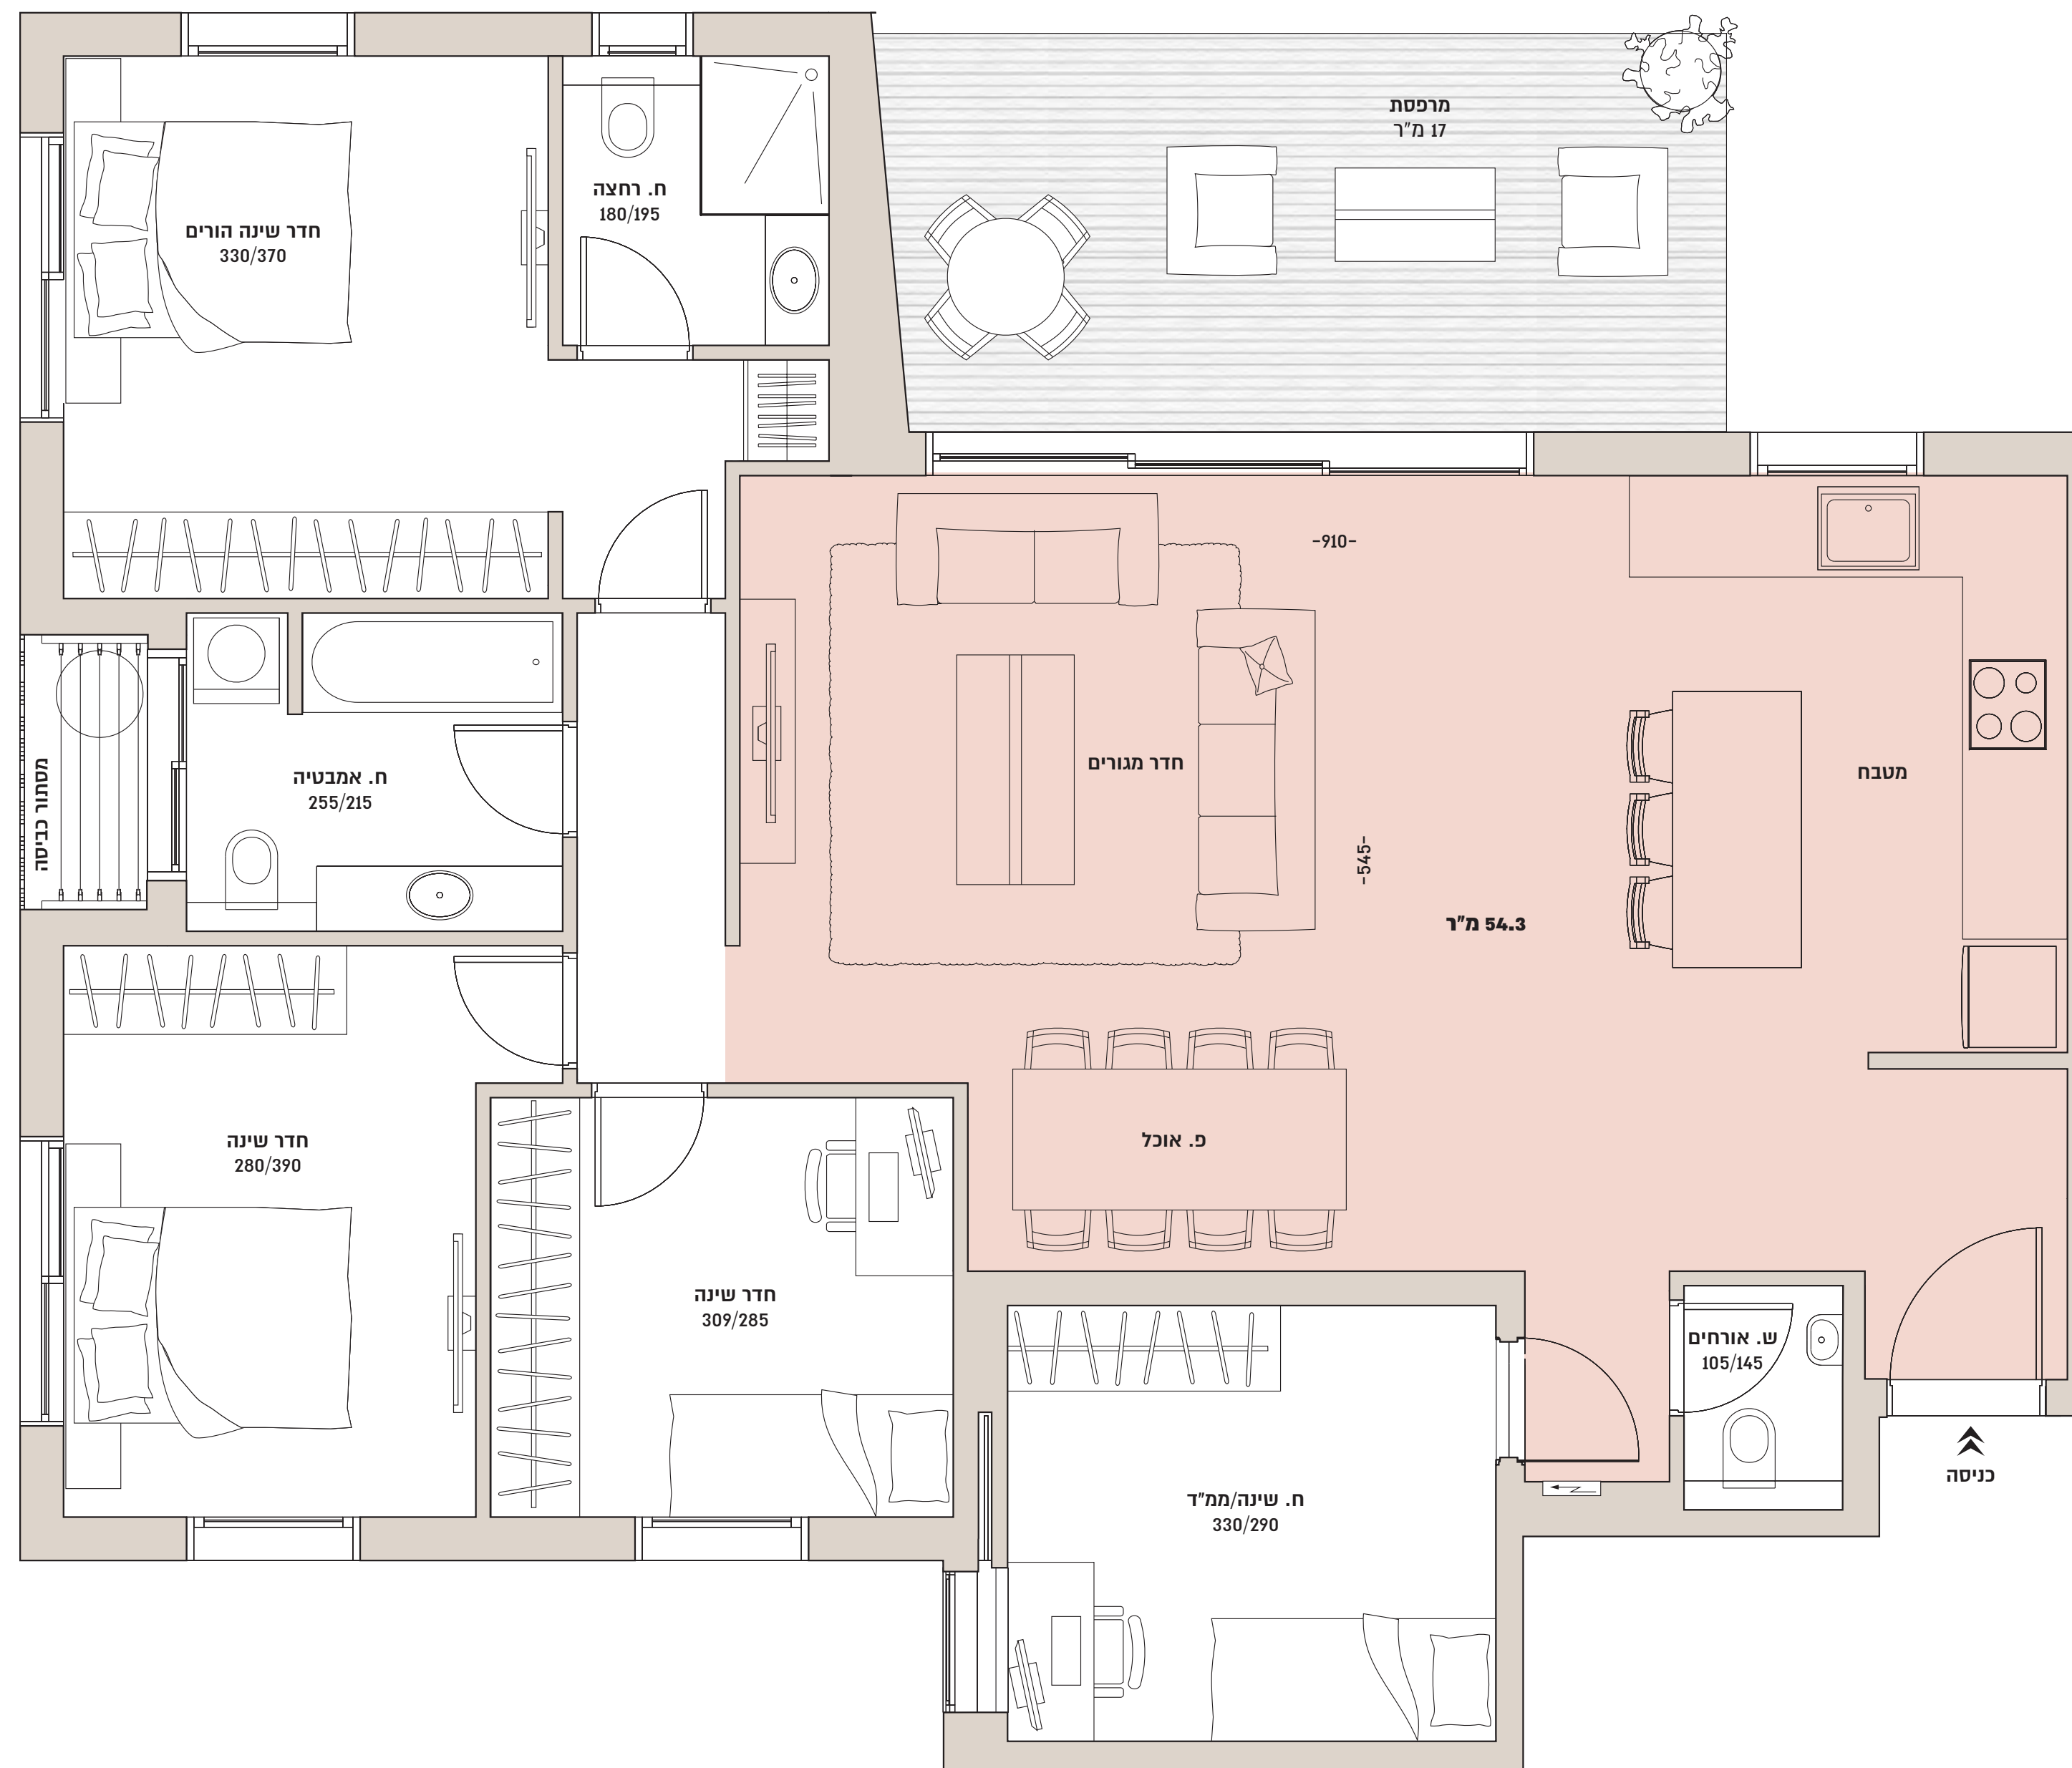 מרפסת
17 מ"ר
ח. רחצה
180/195
חדר שינה הורים
330/370
-910-
חדר מגורים
מטבח
מסתור כביסה
ח. אמבטיה
255/215
-545-
54.3 מ"ר
פ. אוכל
חדר שינה
280/390
חדר שינה
309/285
ש. אורחים
105/145
כניסה
ח. שינה/ממ"ד
330/290